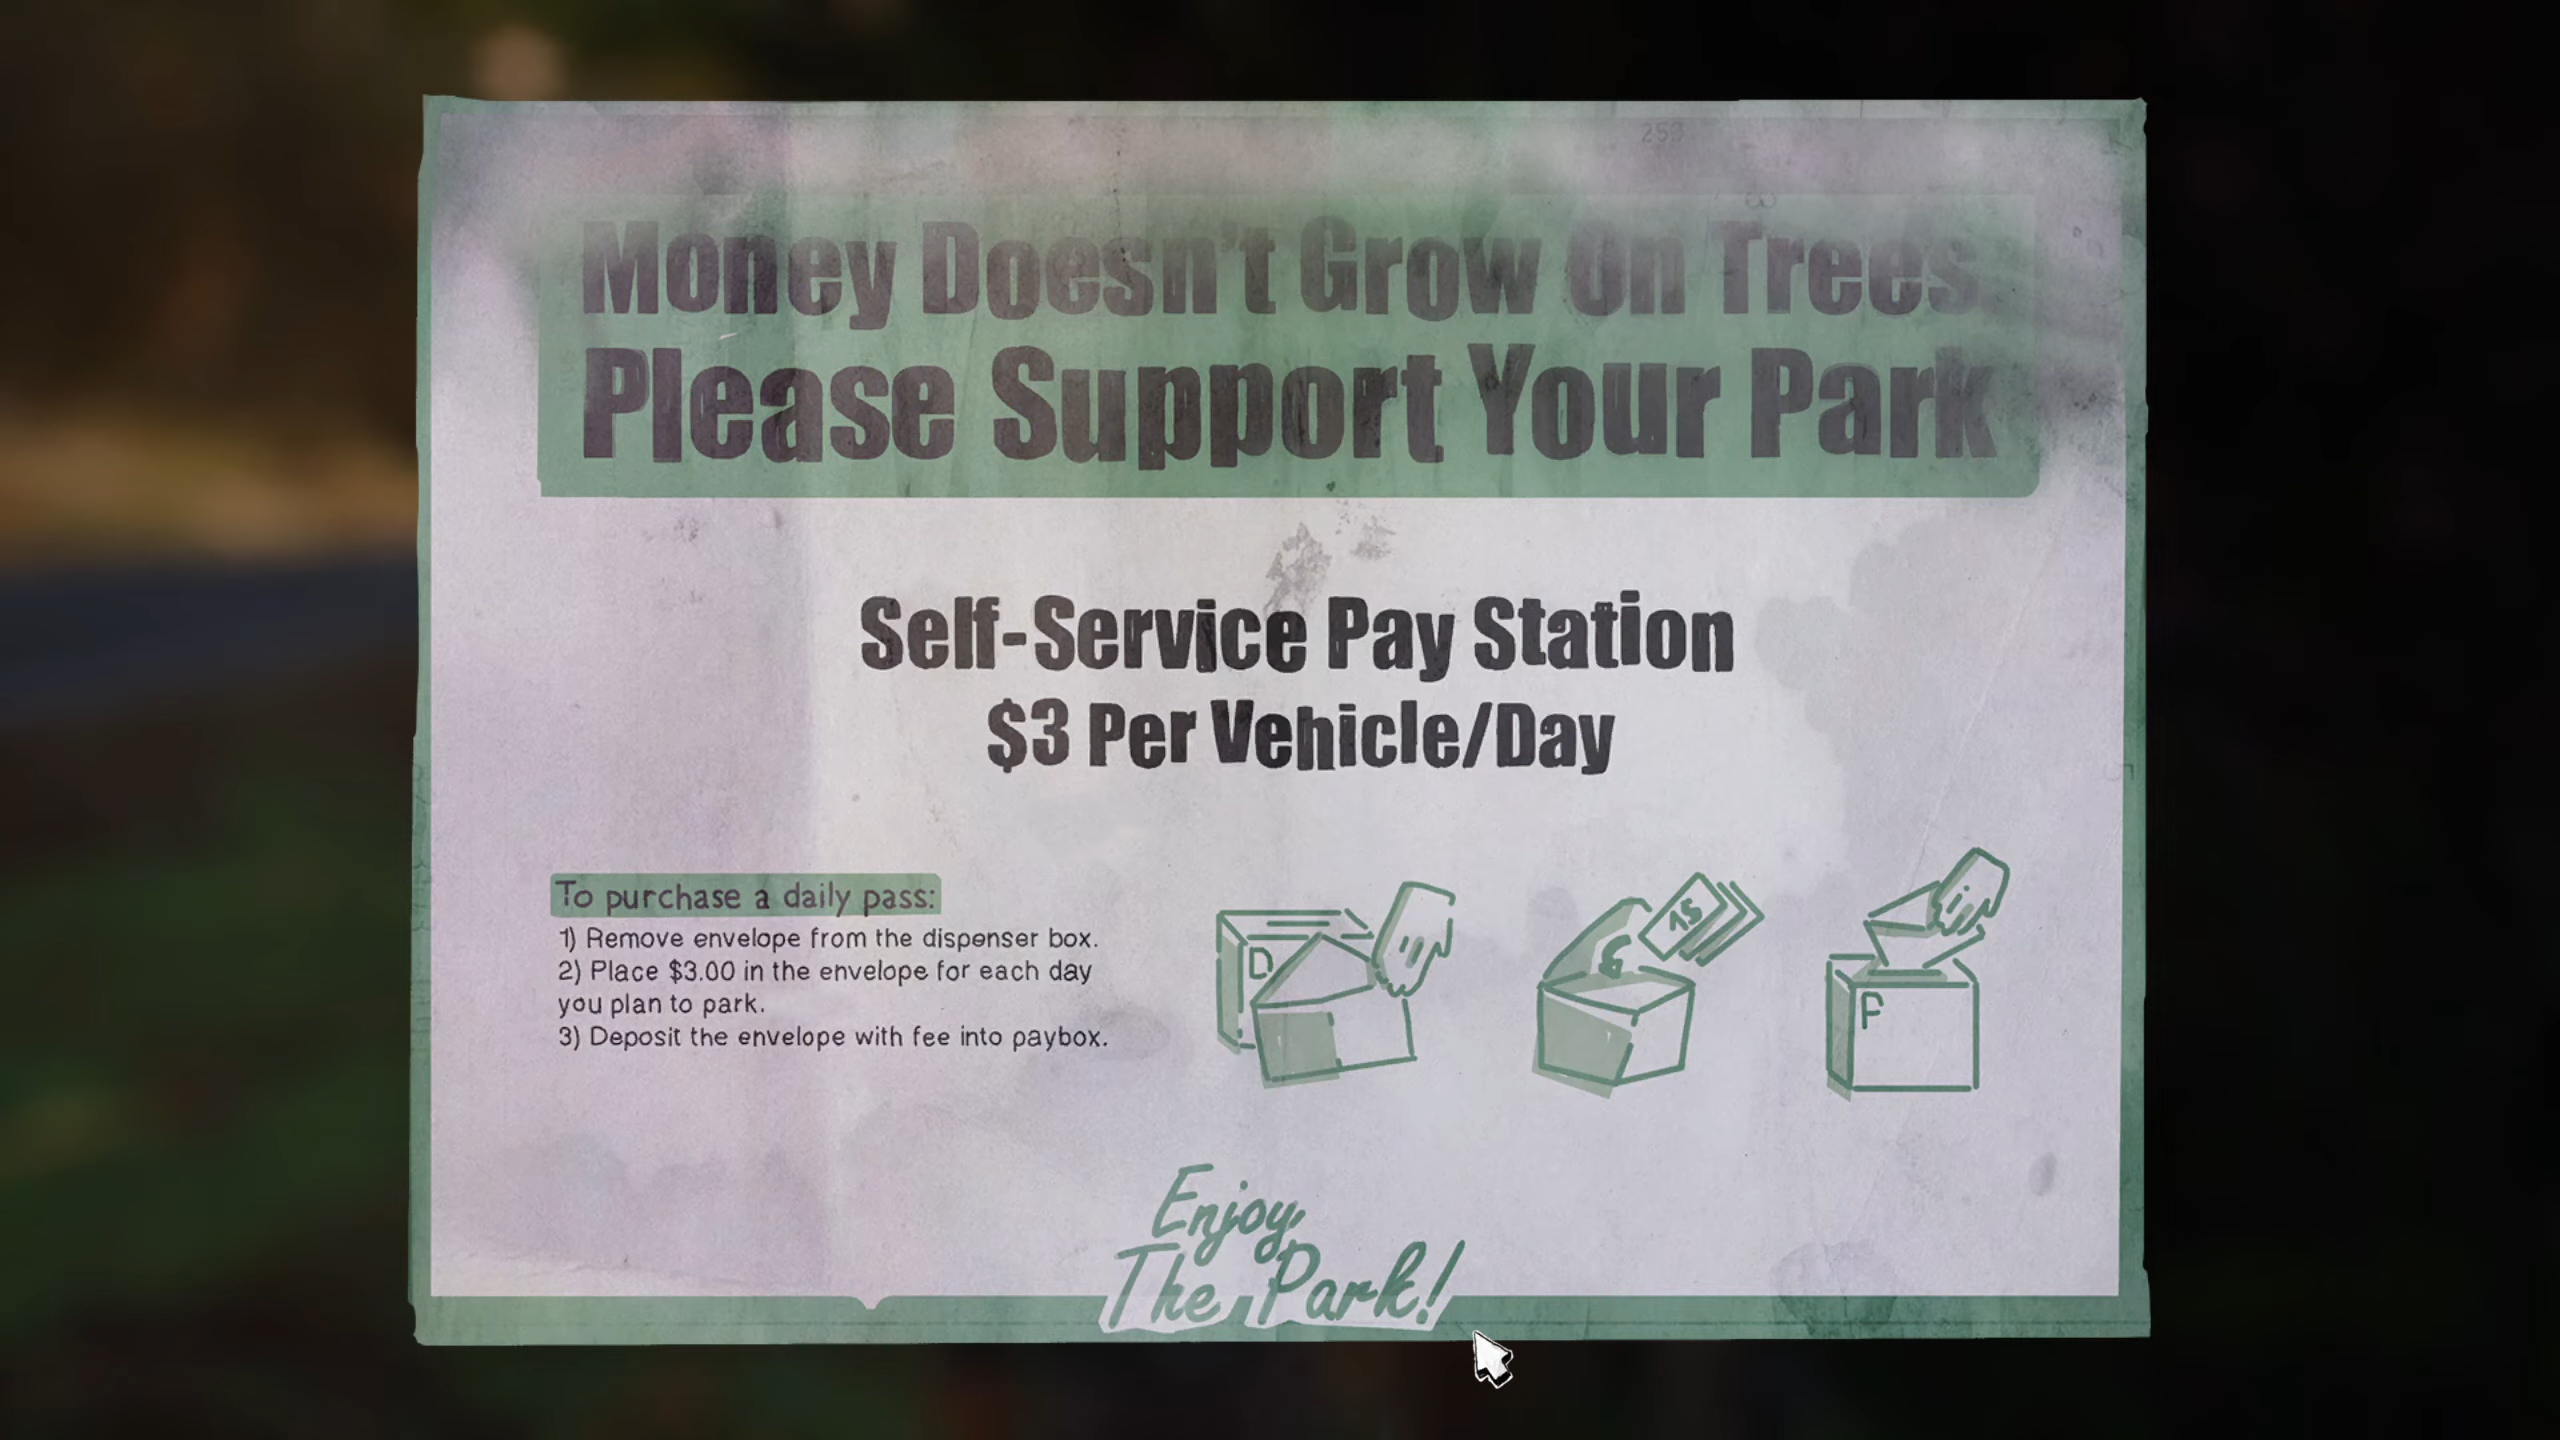 Money Doesn't Grow On Trees
Please Support Your Park
Self-Service Pay Station
$3 Per Vehicle/Day
To purchase a daily pass:
1) Remove envelope from the dispenser box.
2) Place $3.00 in the envelope for each day
you plan to park.
3) Deposit the envelope with fee into paybox.
D
15
P
Enjoy
The Park!